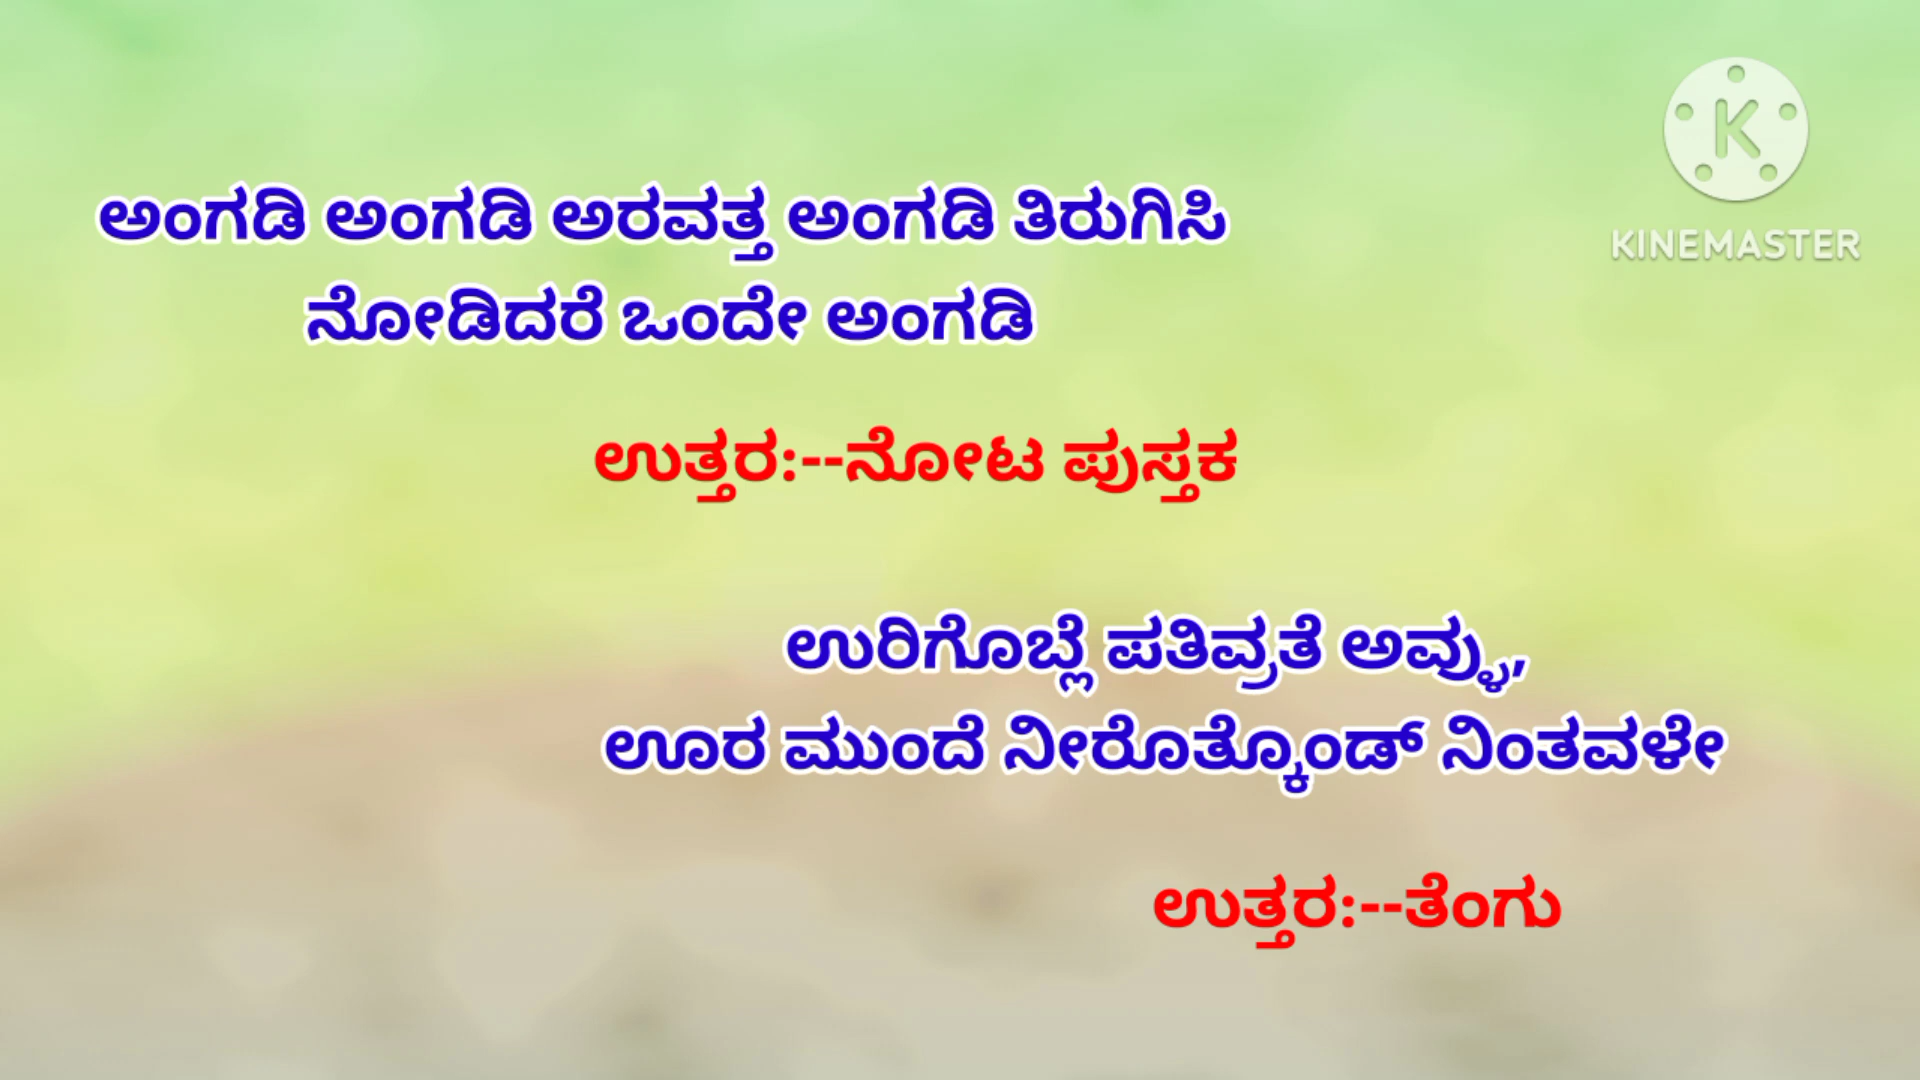 ಅಂಗಡಿ ಅಂಗಡಿ ಅರವತ್ತ ಅಂಗಡಿ ತಿರುಗಿಸಿ
ನೋಡಿದರೆ ಒಂದೇ ಅಂಗಡಿ
ಉತ್ತರ:--ನೋಟ ಪುಸ್ತಕ
ಉರಿಗೊಬ್ಲೆ ಪತಿವ್ರತೆ ಅವ್ಳು,
ಊರ ಮುಂದೆ ನೀರೊತ್ಕೊಂಡ್ ನಿಂತವಳೇ
ಉತ್ತರ:--ತೆಂಗು
K
KINEMASTER